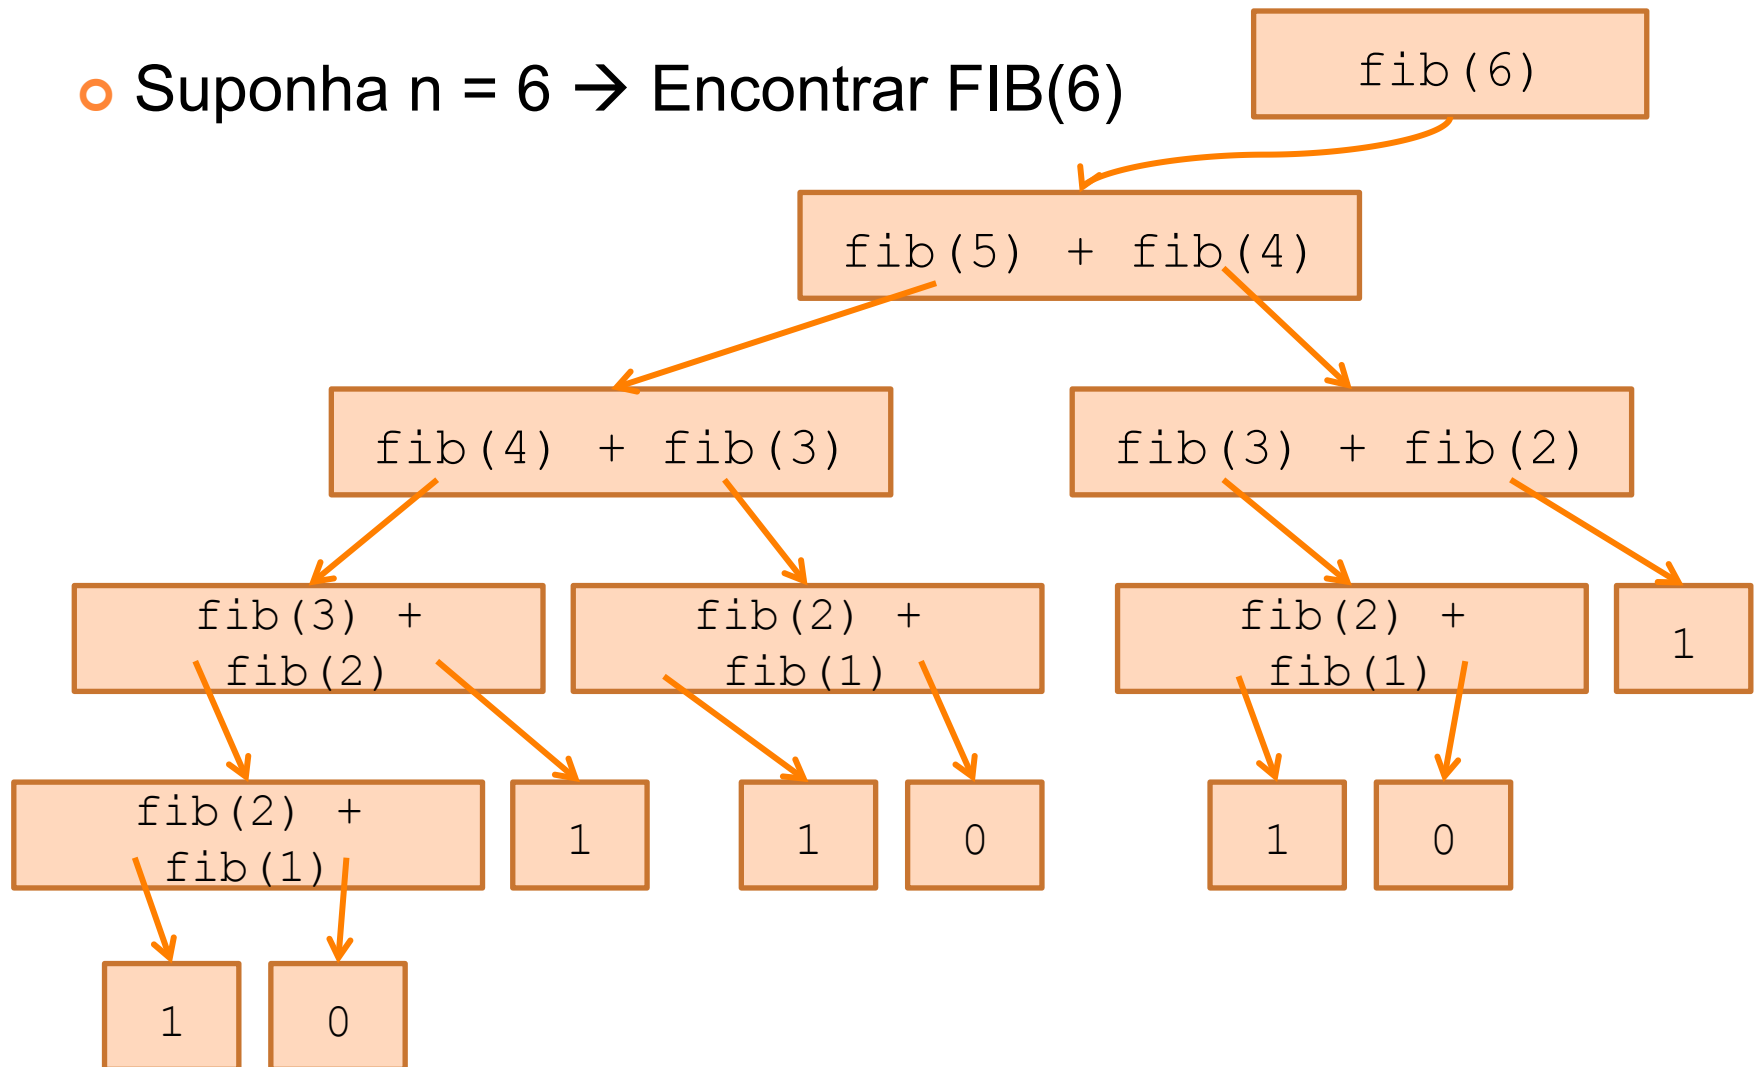 Suponha n = 6 → Encontrar FIB(6)
fib(6)
fib(5) + fib(4)
fib(4) + fib(3)
fib(3) + fib(2)
fib(3) +
fib(2)
fib(2) +
fib(1)
fib(2) +
fib(1)
1
fib(2) +
fib(1)
1
1
0
1
0
1
0